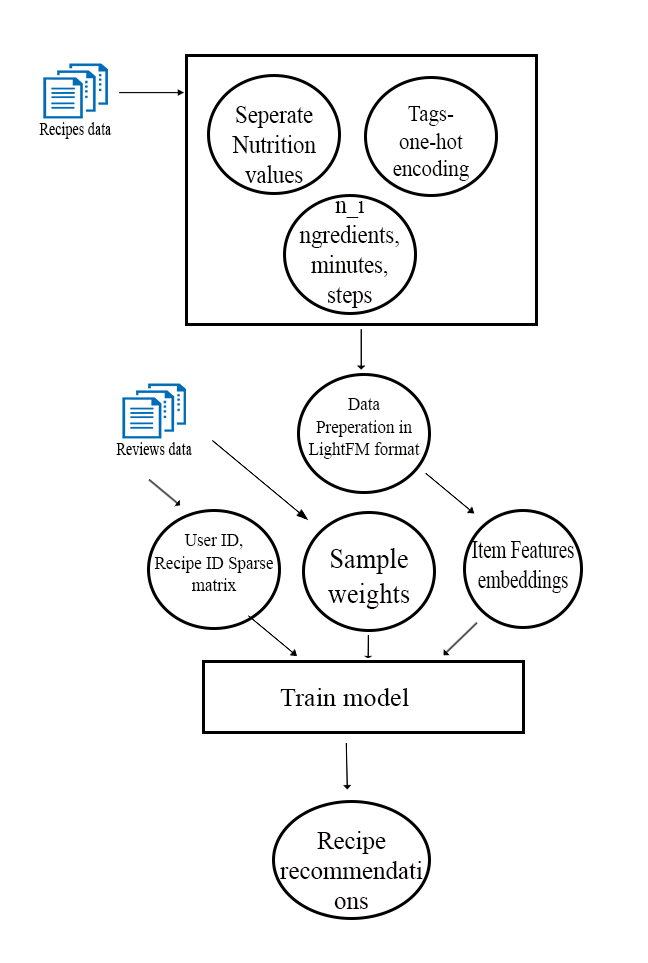 Recipes data
Seperate
Nutrition
values
Tags-
one-hot
encoding
n_i
ngredients,
minutes,
steps
Data
Preperation in
LightFM format
Reviews data
User ID,
Recipe ID Sparse
matrix
Sample
weights
Item Features
embeddings
Train model
Recipe
recommendati
ons